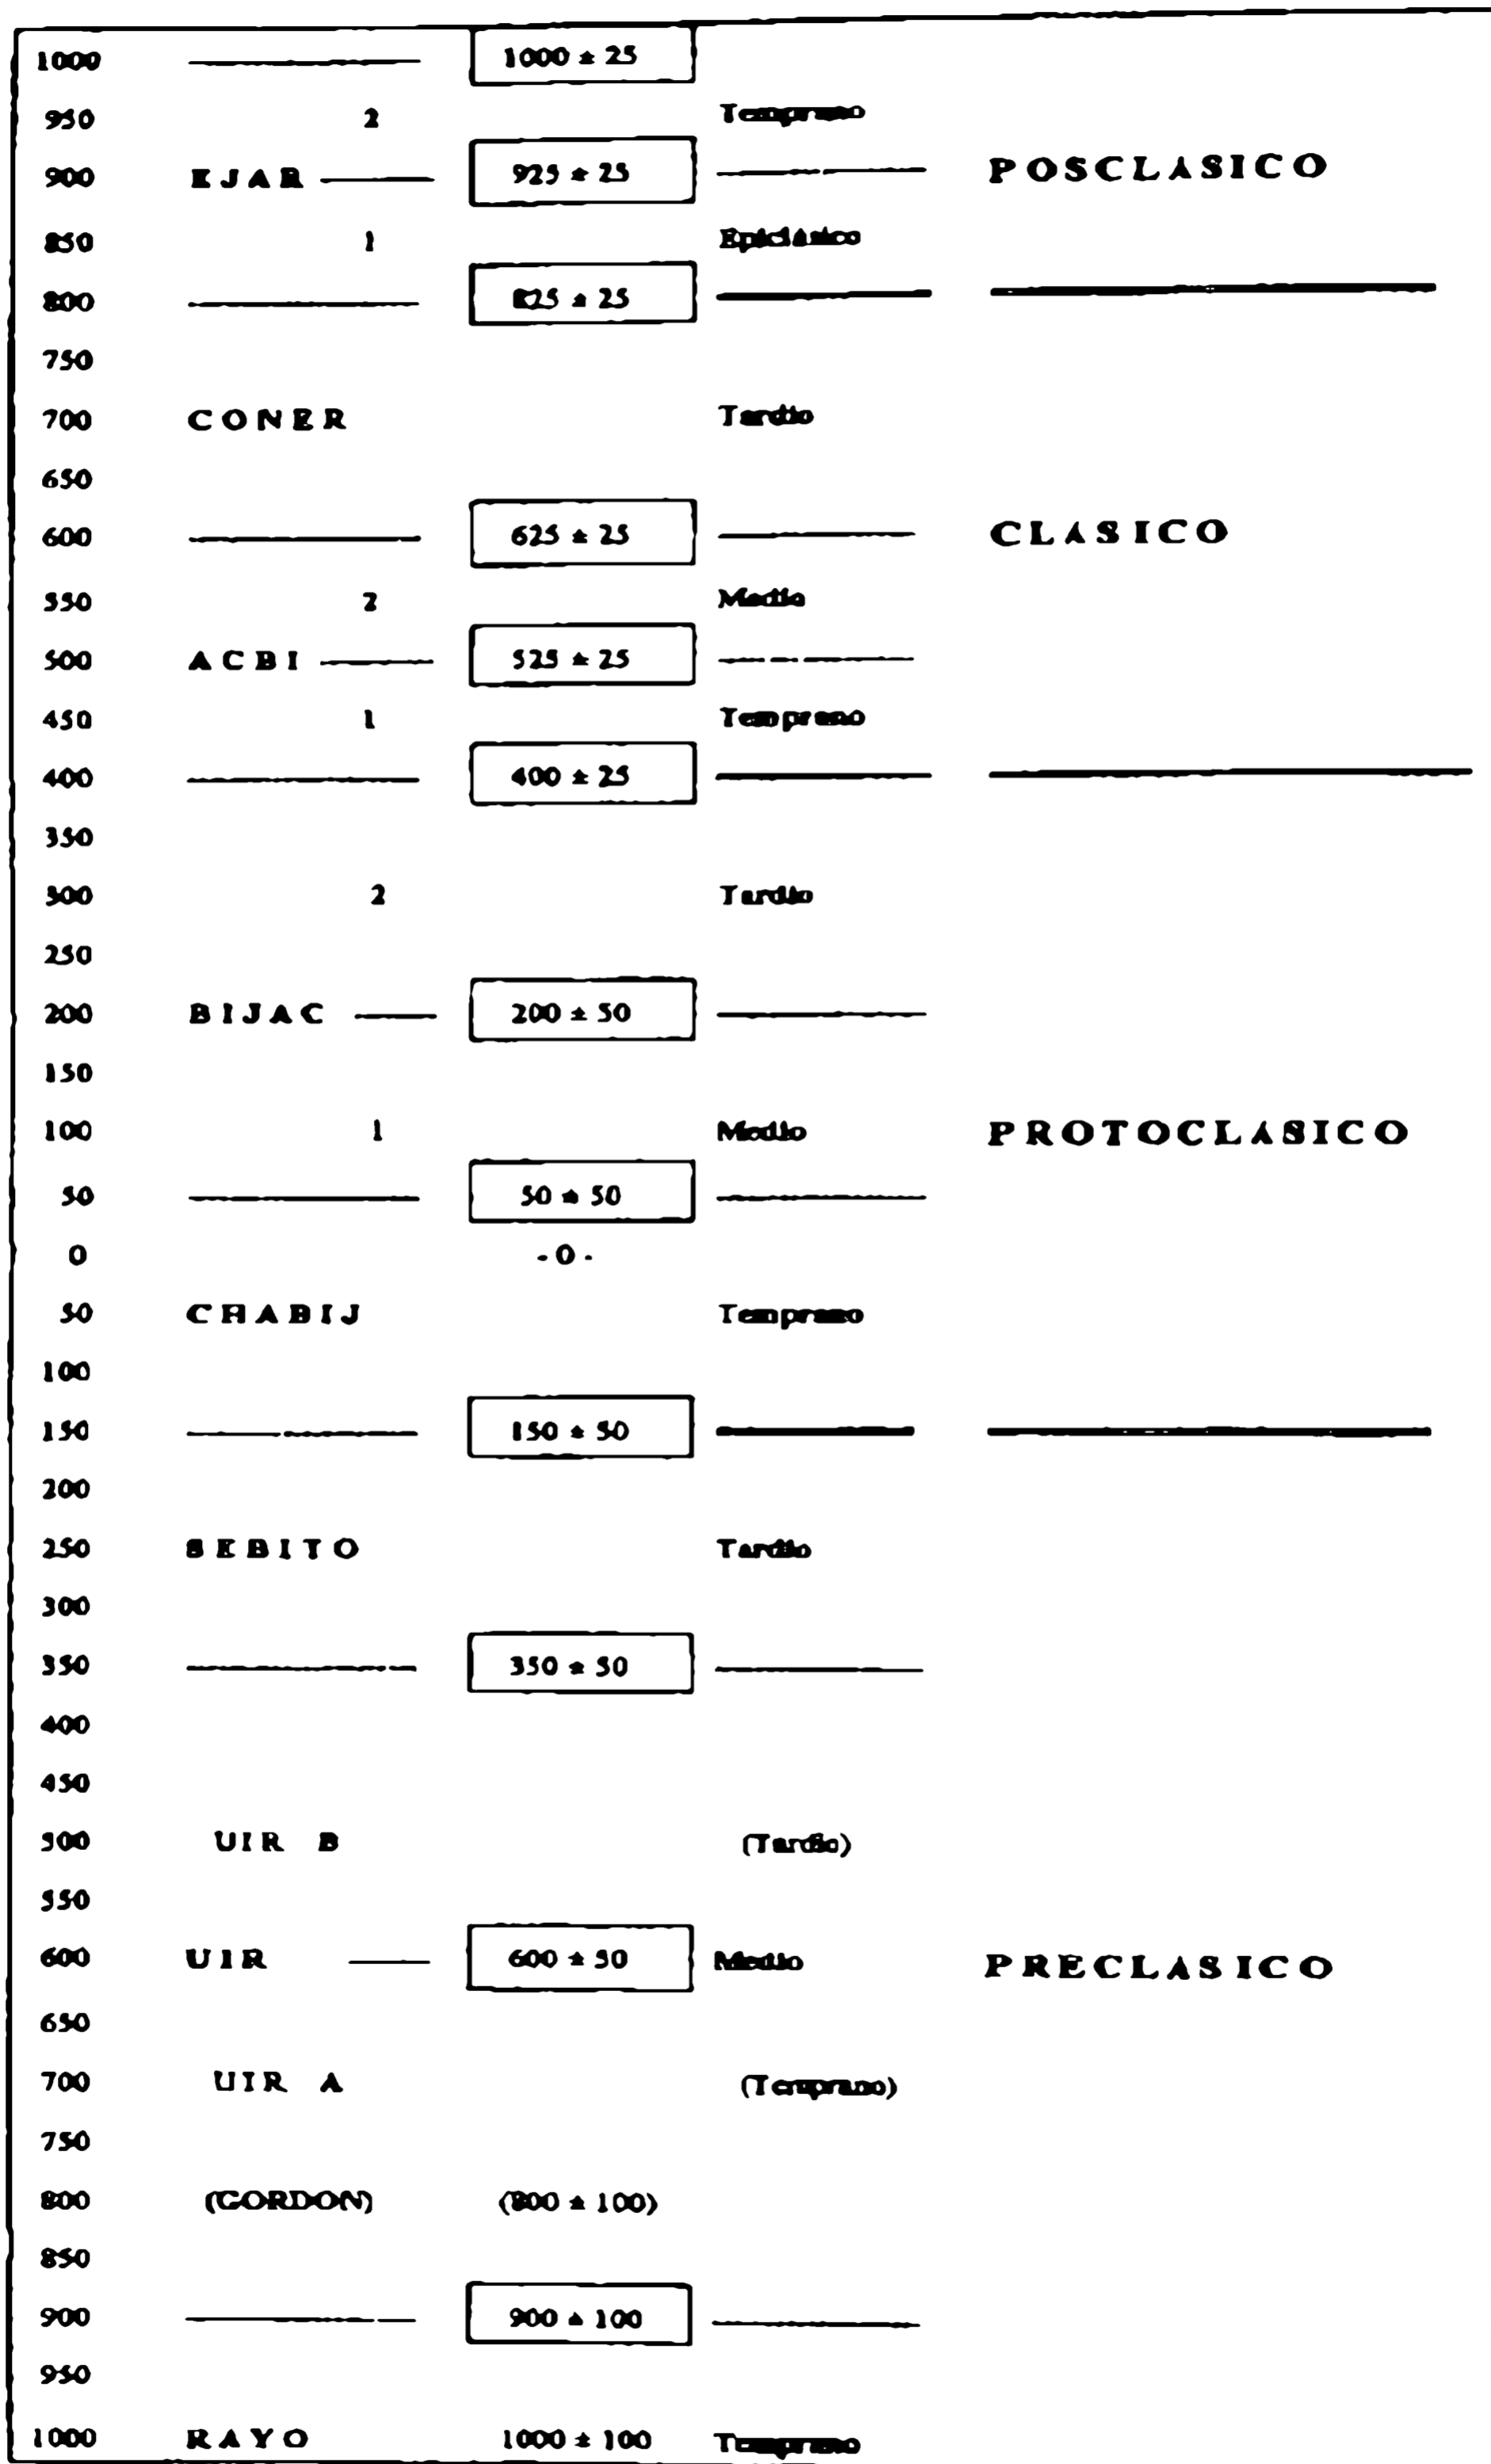 1000 1000 ± 25
950 2 Temprano
900 EJAR 925 ± 25 POSCLASICO
850 1 Epiclásico
800 825 ± 25
750
700 CONER Tardío
650
600 625 ± 25 CLASICO
550 2 Medio
500 ACBI 525 ± 25
450 1 Temprano
400 400 ± 25
350
300 2 Tardío
250
200 BIJAC 200 ± 50
150
100 1 Medio PROTOCLASICO
50 50 ± 50
0 -0-
50 CHABIJ Temprano
100
150 150 ± 50
200
250 SEBITO Tardío
300
350 350 ± 50
400
450
500 UIR B (Tardío)
550
600 UIR 600 ± 50 Medio PRECLASICO
650
700 UIR A (Temprano)
750
800 (GORDON) (800 ± 100)
850
900 900 ± 100
950
1000 RAYO 1000 ± 100 Temprano